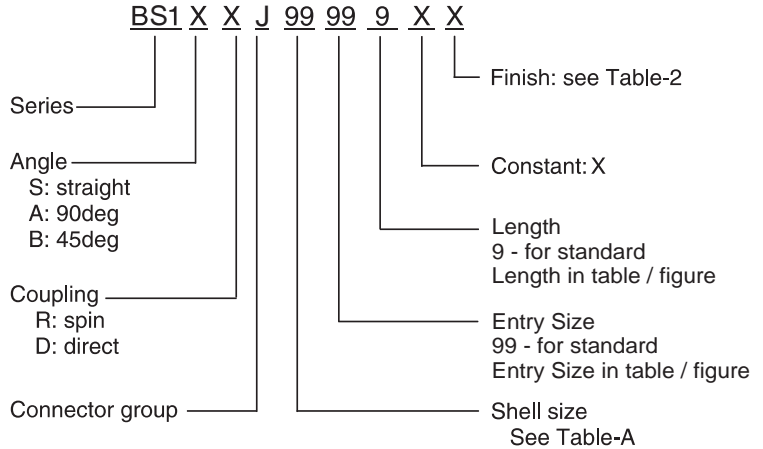 BS1 X X J 99 99 9 X X
Finish: see Table-2
Series
Angle
S: straight
A: 90deg
B: 45deg
Constant: X
Length
9 - for standard
Length in table / figure
Coupling
R: spin
D: direct
Entry Size
99 - for standard
Entry Size in table / figure
Connector group
Shell size
See Table-A